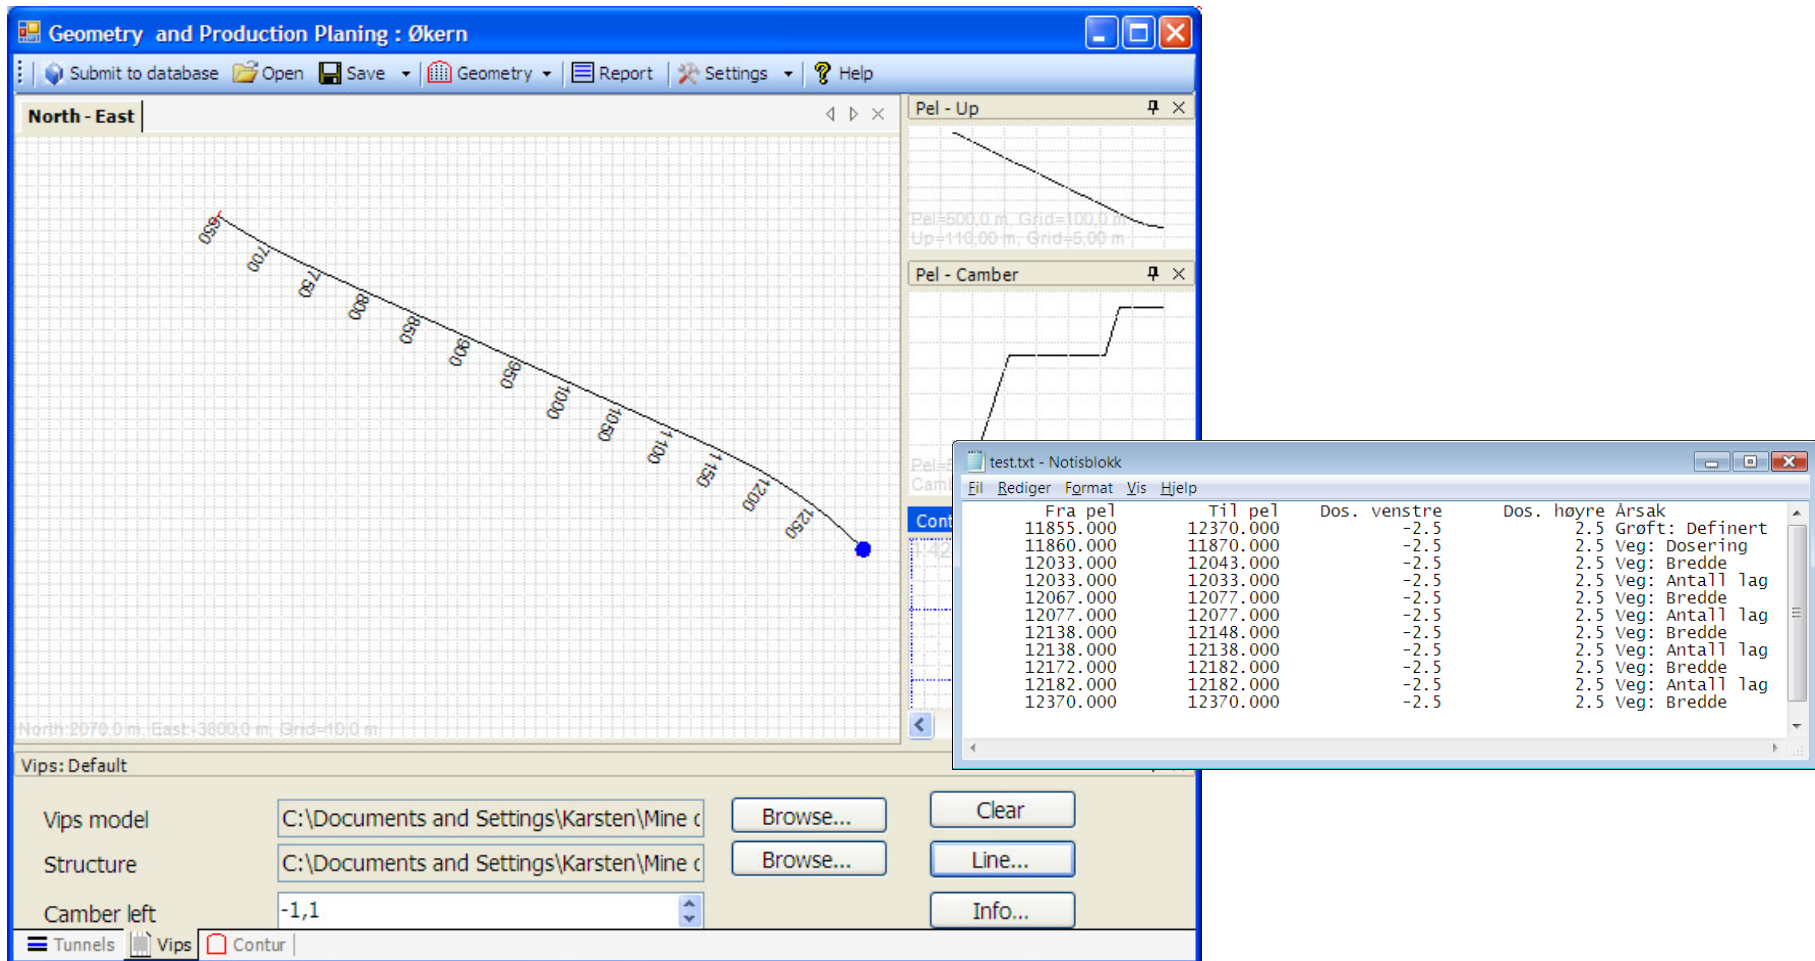 Geometry  and Production Planing : Økern
Submit to database Open Save Geometry Report Settings Help
North - East
650
700
750
800
850
900
950
1000
1050
1100
1150
1200
1250
North:2070,0 m, East:-3800,0 m, Grid=10,0 m
Pel - Up
Pel=500,0 m, Grid=100,0 m
Up=110,00 m, Grid=5,00 m
Pel - Camber
Pel=
Camb
Cont
test.txt - Notisblokk
Fil Rediger Format Vis Hjelp
Fra pel Til pel Dos. venstre Dos. høyre Årsak
11855.000 12370.000 -2.5 2.5 Grøft: Definert
11860.000 11870.000 -2.5 2.5 Veg: Dosering
12033.000 12043.000 -2.5 2.5 Veg: Bredde
12033.000 12033.000 -2.5 2.5 Veg: Antall lag
12067.000 12077.000 -2.5 2.5 Veg: Bredde
12077.000 12077.000 -2.5 2.5 Veg: Antall lag
12138.000 12148.000 -2.5 2.5 Veg: Bredde
12138.000 12138.000 -2.5 2.5 Veg: Antall lag
12172.000 12182.000 -2.5 2.5 Veg: Bredde
12182.000 12182.000 -2.5 2.5 Veg: Antall lag
12370.000 12370.000 -2.5 2.5 Veg: Bredde
Vips: Default
Vips model C:\Documents and Settings\Karsten\Mine Browse... Clear
Structure C:\Documents and Settings\Karsten\Mine Browse... Line...
Camber left -1,1 Info...
Tunnels Vips Contur